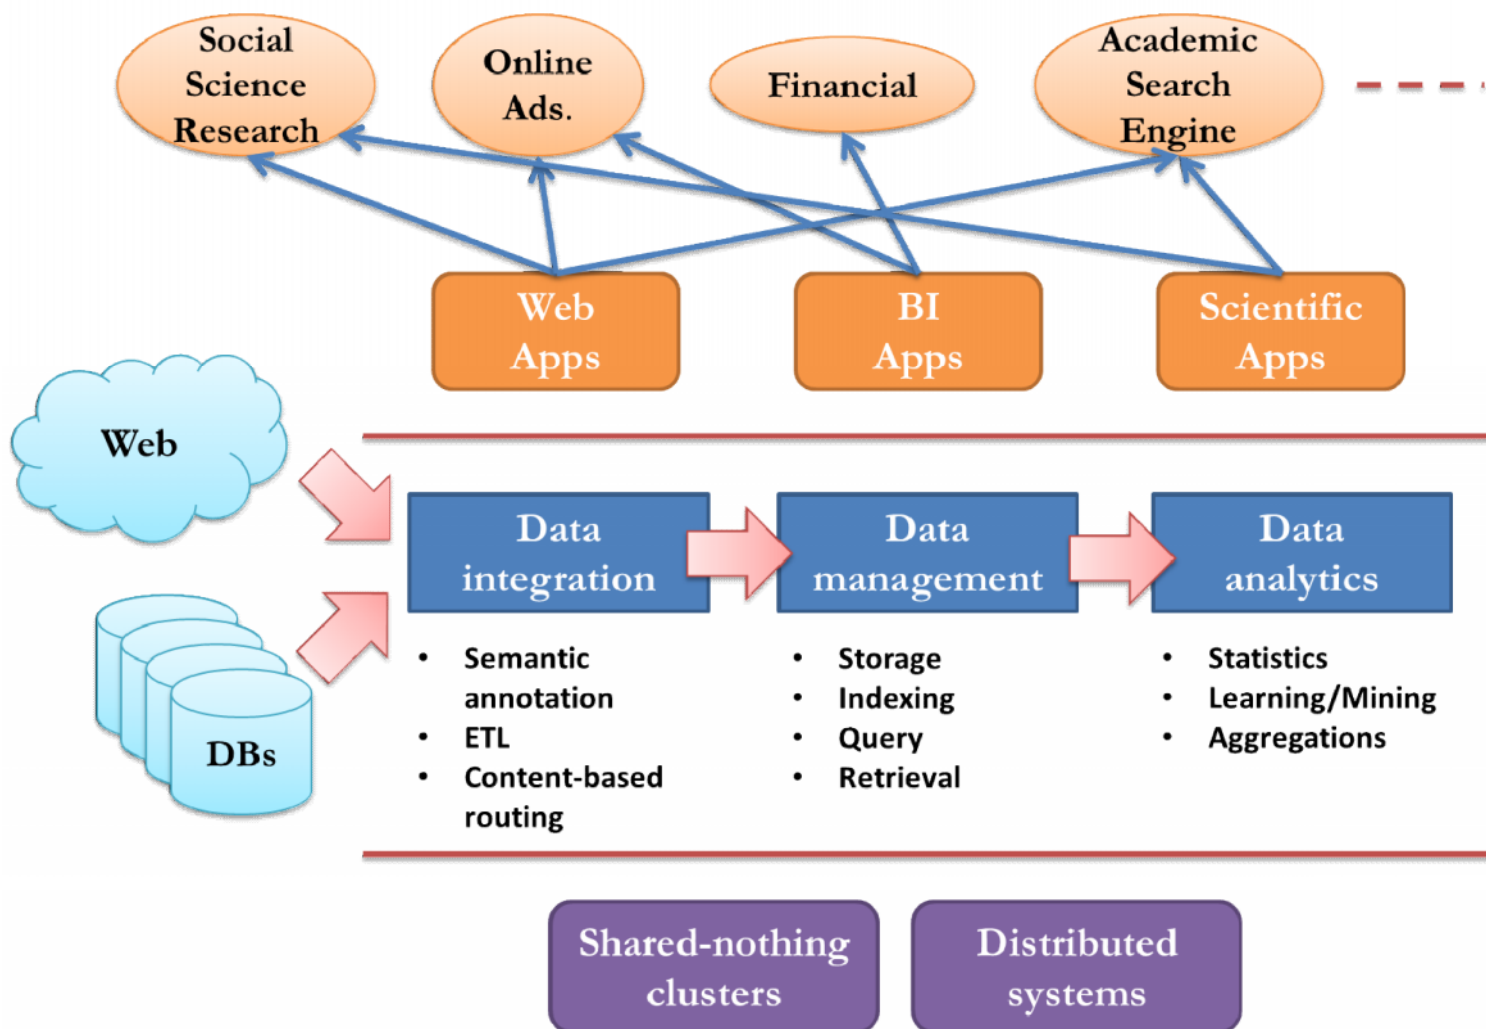 Social
Science
Research
Online
Ads.
Financial
Academic
Search
Engine
Web
Apps
BI
Apps
Scientific
Apps
Web
DBs
Data
integration
Data
management
Data
analytics
• Semantic
annotation
• ETL
• Content-based
routing
• Storage
• Indexing
• Query
• Retrieval
• Statistics
• Learning/Mining
• Aggregations
Shared-nothing
clusters
Distributed
systems